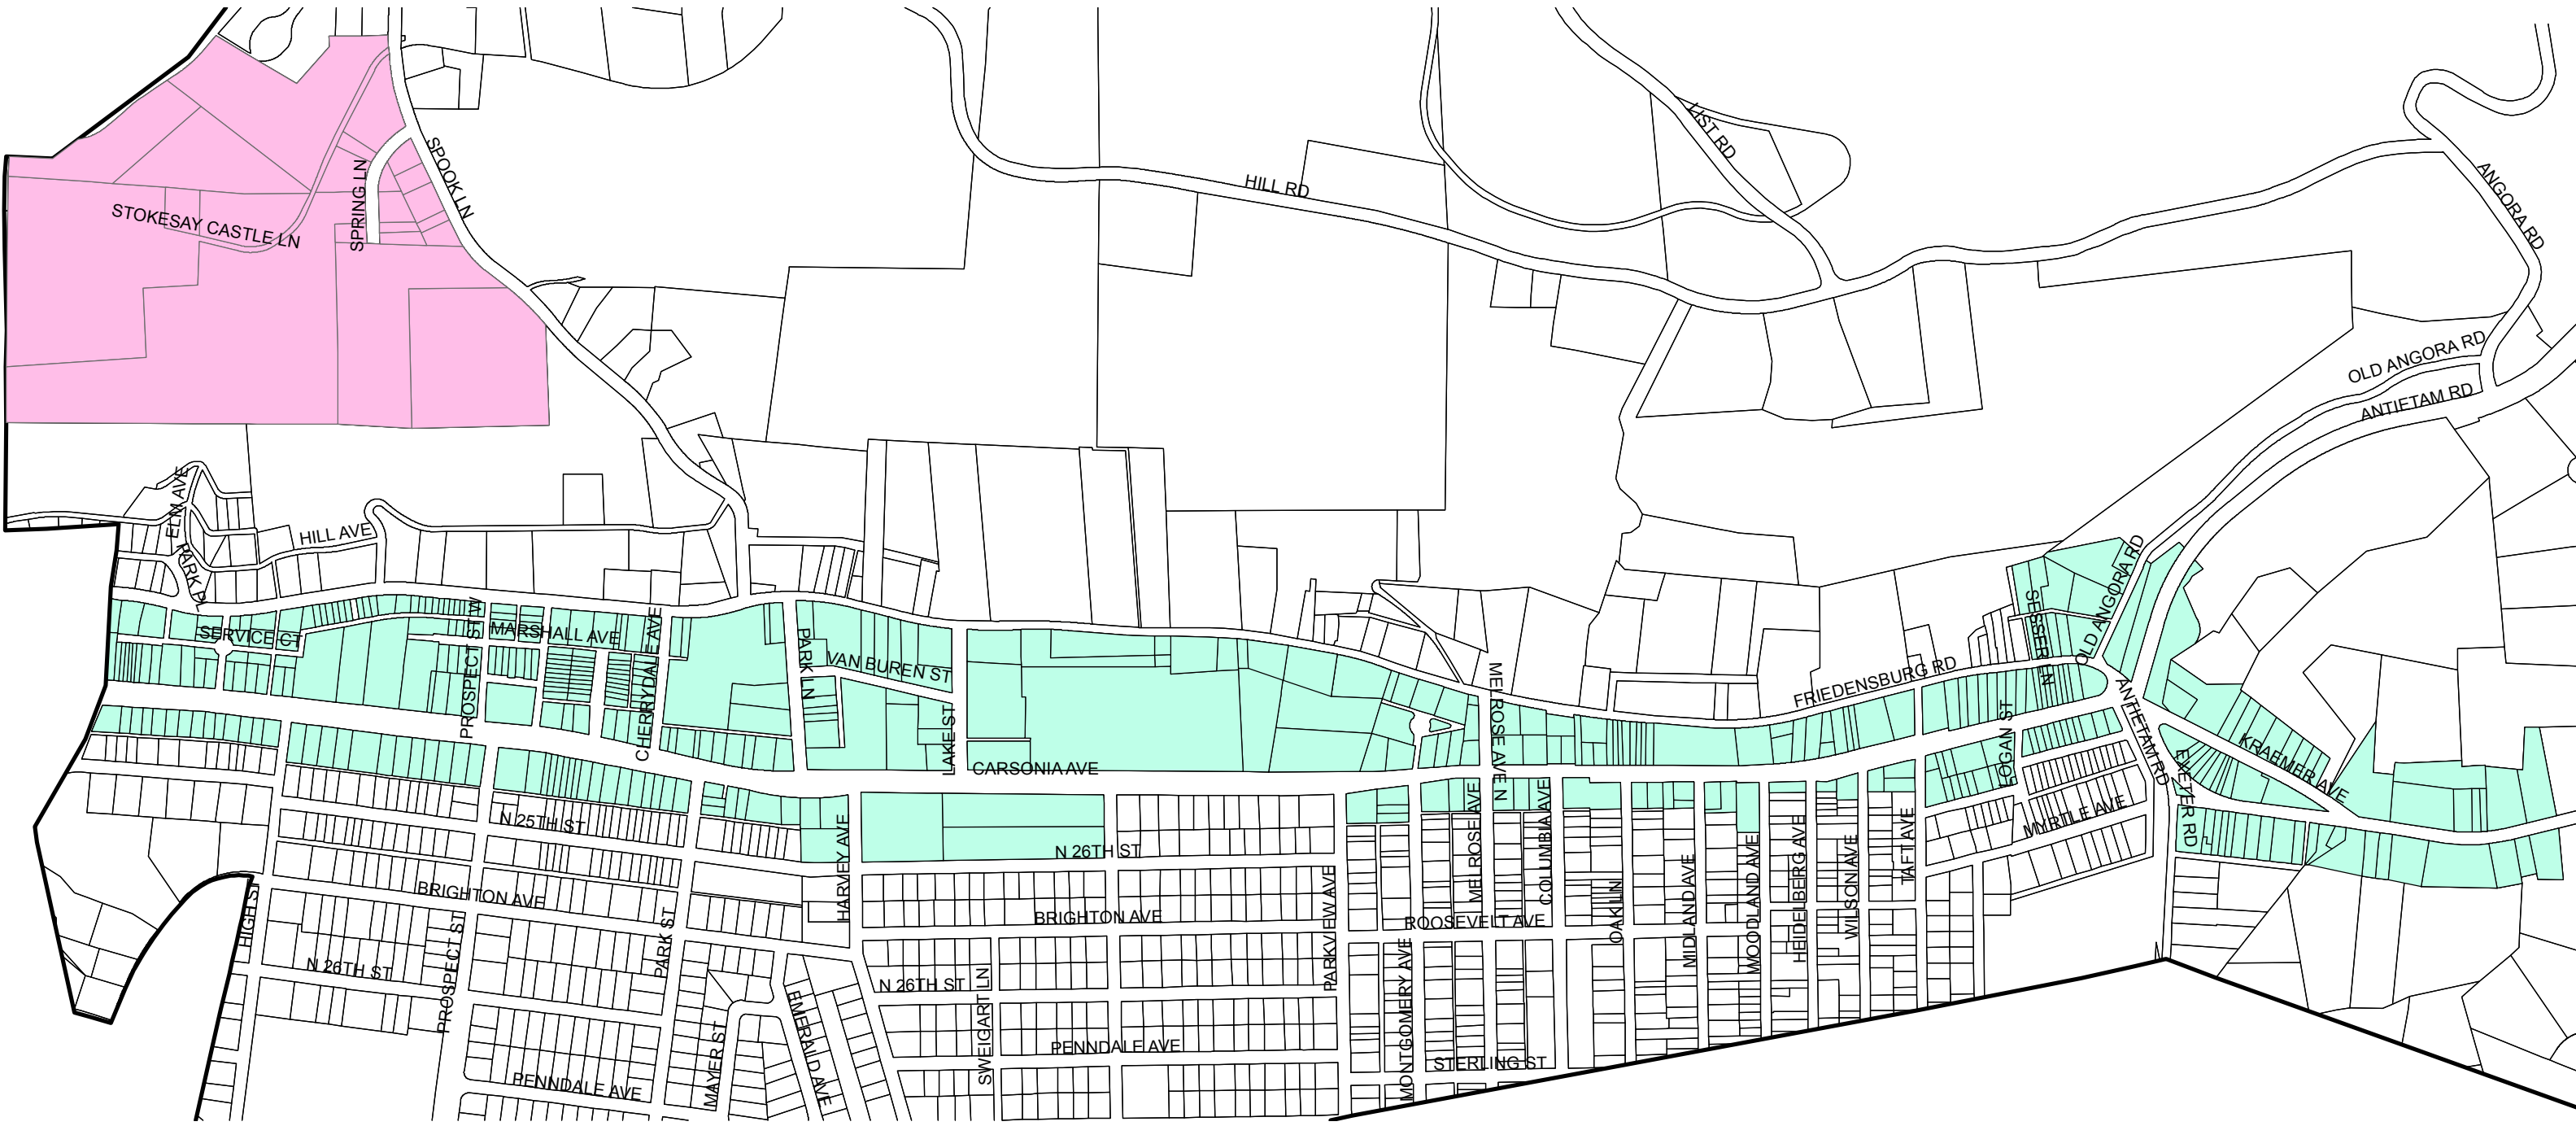 LIST RD
SPOOK LN
SPRING LN
HILL RD
ANGORA RD
STOKESAY CASTLE LN
OLD ANGORA RD
ANTIETAM RD
ELM AVE
HILL AVE
PARK PL
OLD ANGORA RD
SERVICE CT
PROSPECT ST W
MARSHALL AVE
CHERRYDALE AVE
PARK LN
VAN BUREN ST
SESSER LN
FRIEDENSBURG RD
MELROSE AVE N
LAKE ST
ANTIETAM RD
LOGAN ST
CARSONIA AVE
KRAEMER AVE
EXETER RD
MELROSE AVE
COLUMBIA AVE
N 25TH ST
MYRTLE AVE
HARVEY AVE
N 26TH ST
HEIDELBERG AVE
WILSON AVE
TAFT AVE
BRIGHTON AVE
HIGH ST
PROSPECT ST
PARK ST
BRIGHTON AVE
PARKVIEW AVE
ROOSEVELT AVE
OAK LN
MIDLAND AVE
WOODLAND AVE
N 26TH ST
N 26TH ST
SWEIGART LN
MONTGOMERY AVE
EMERALD AVE
MAYER ST
PENNDALE AVE
STERLING ST
PENNDALE AVE